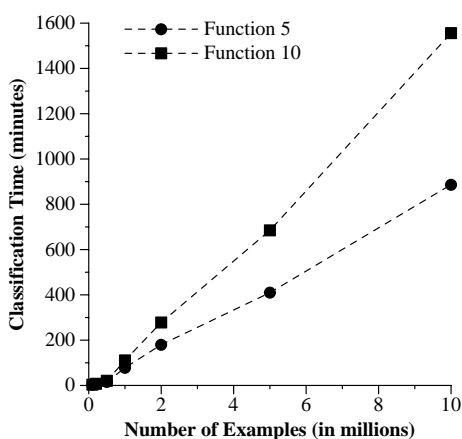 Function 5
Function 10
Classification Time (minutes)
1600
1400
1200
1000
800
600
400
200
0
0 2 4 6 8 10
Number of Examples (in millions)